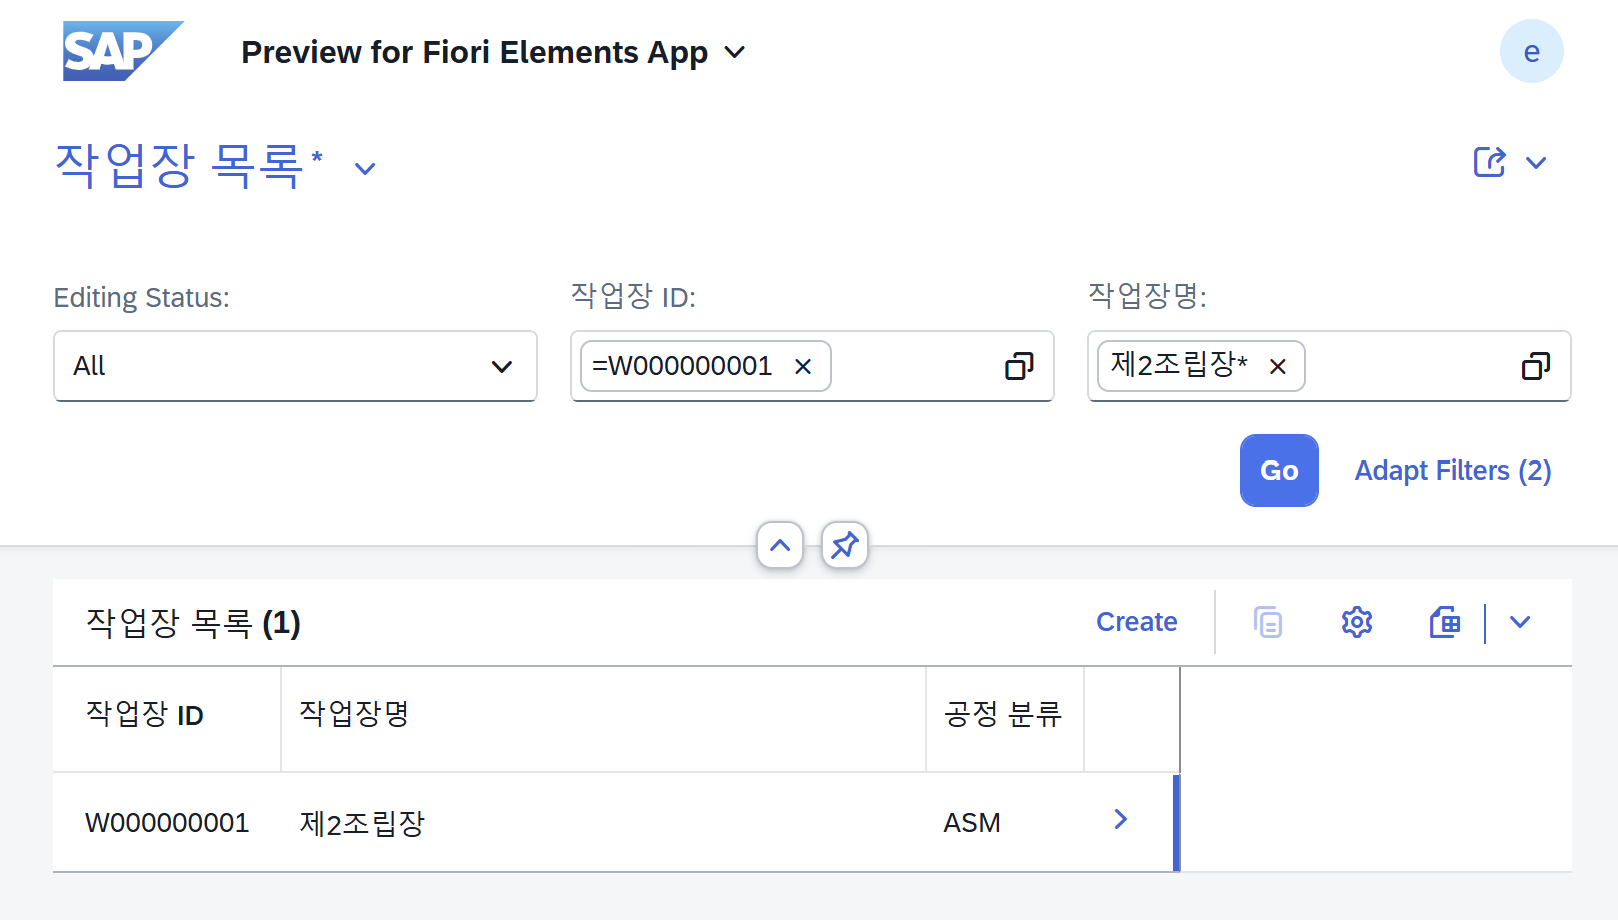 SAP Preview for Fiori Elements App e
작업장 목록*
Editing Status: 작업장 ID: 작업장명:
All =W000000001 제2조립장*
Go Adapt Filters (2)
작업장 목록 (1) Create
작업장 ID 작업장명 공정 분류
W000000001 제2조립장 ASM